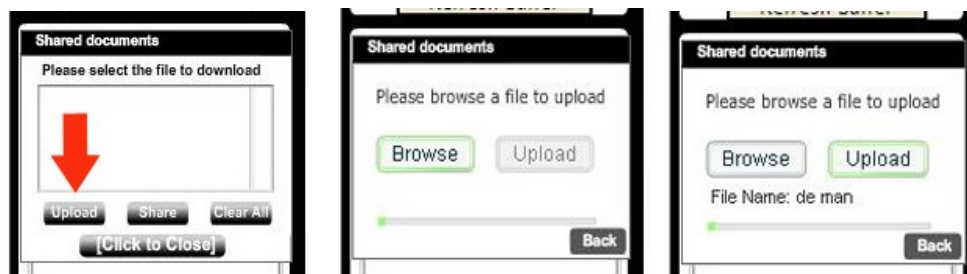 Shared documents
Please select the file to download
Upload Share Clear All
[Click to Close]
Shared documents
Please browse a file to upload
Browse Upload
Back
Shared documents
Please browse a file to upload
Browse Upload
File Name: de man
Back